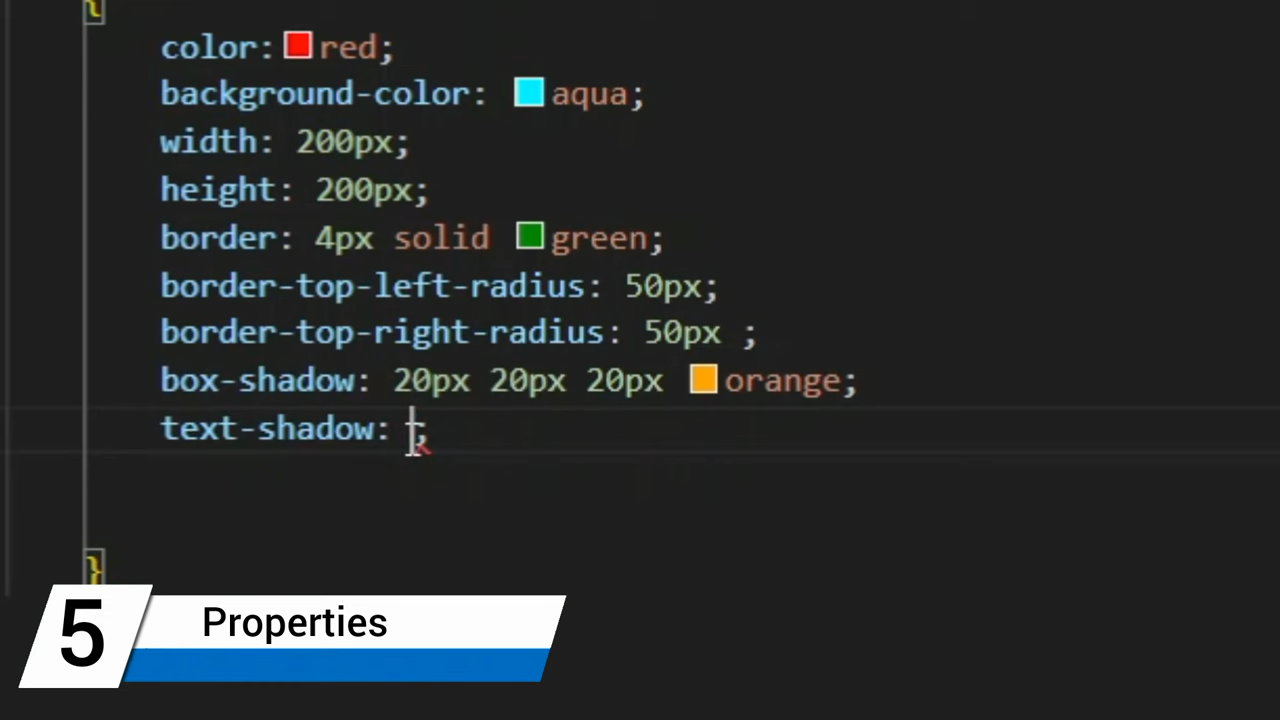 {
color: red;
background-color: aqua;
width: 200px;
height: 200px;
border: 4px solid green;
border-top-left-radius: 50px;
border-top-right-radius: 50px ;
box-shadow: 20px 20px 20px orange;
text-shadow: ;
}
5 Properties